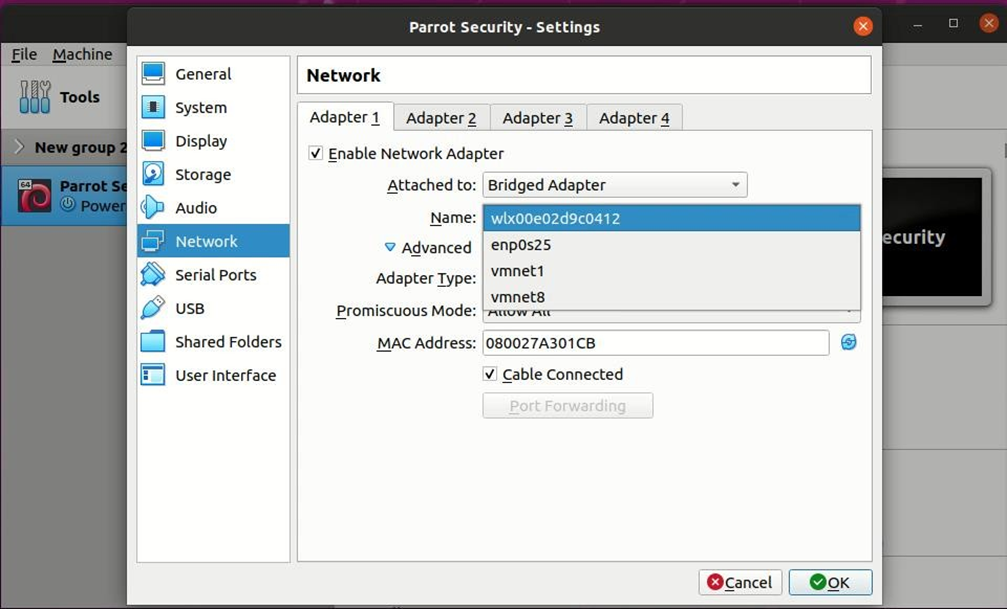 Parrot Security - Settings
File Machine
Tools
New group 2
64
Parrot Se
Power
General
System
Display
Storage
Audio
Network
Serial Ports
USB
Shared Folders
User Interface
Network
Adapter 1 Adapter 2 Adapter 3 Adapter 4
Enable Network Adapter
Attached to: Bridged Adapter
Name: wlx00e02d9c0412
enp0s25
vmnet1
vmnet8
Advanced
Adapter Type:
Promiscuous Mode: Allow All
MAC Address: 080027A301CB
Cable Connected
Port Forwarding
ecurity
Cancel OK